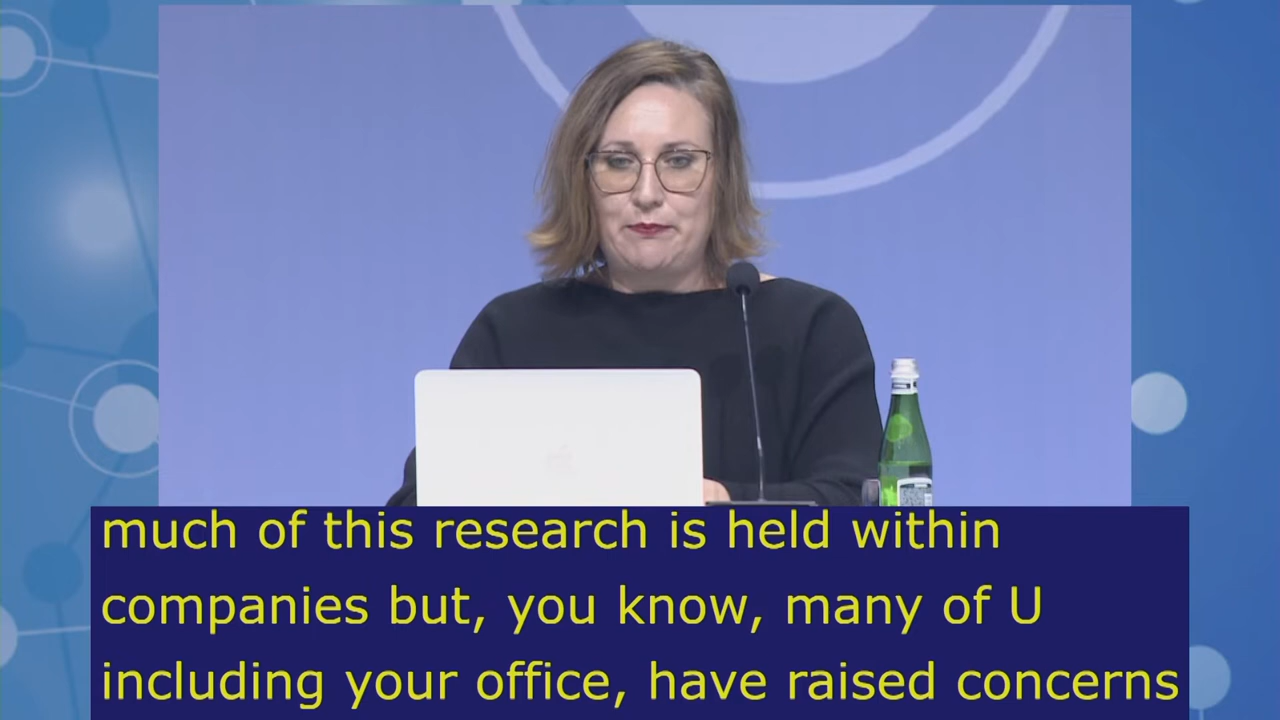 much of this research is held within
companies but, you know, many of U
including your office, have raised concerns